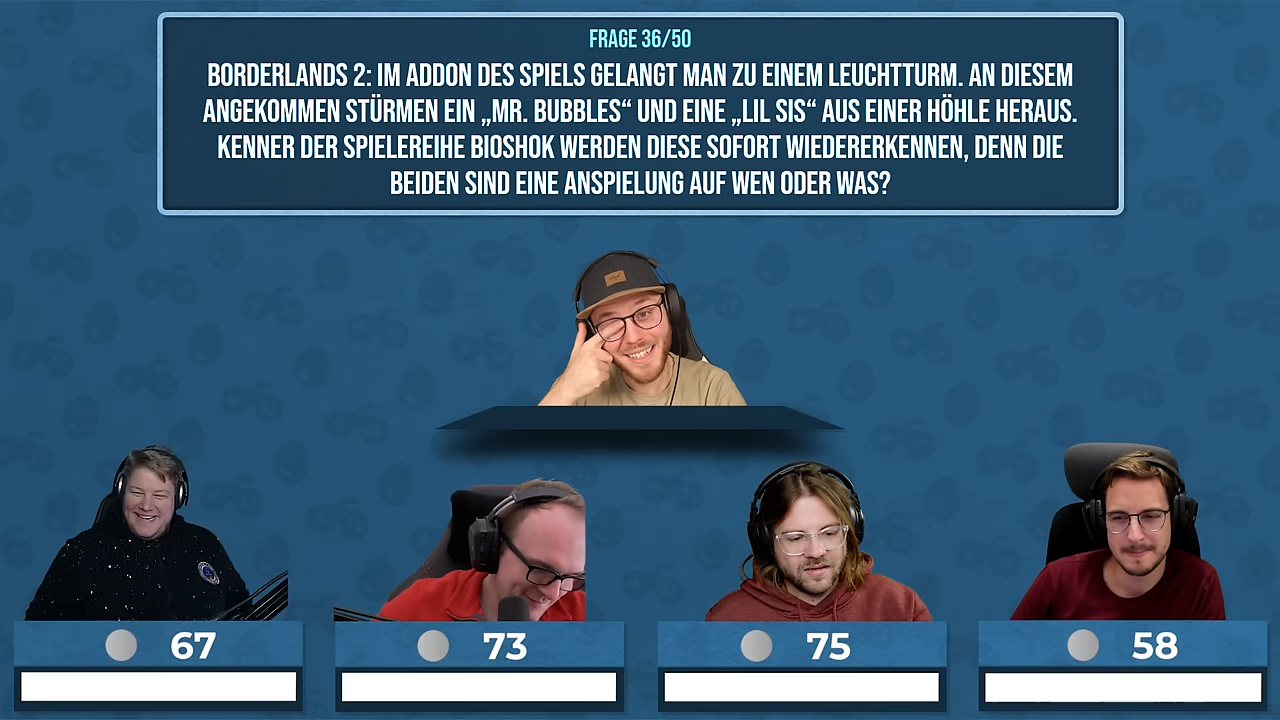 FRAGE 36/50
BORDERLANDS 2: IM ADDON DES SPIELS GELANGT MAN ZU EINEM LEUCHTTURM. AN DIESEM
ANGEKOMMEN STÜRMEN EIN „MR. BUBBLES“ UND EINE „LIL SIS“ AUS EINER HÖHLE HERAUS.
KENNER DER SPIELEREIHE BIOSHOK WERDEN DIESE SOFORT WIEDERERKENNEN, DENN DIE
BEIDEN SIND EINE ANSPIELUNG AUF WEN ODER WAS?
67
73
75
58